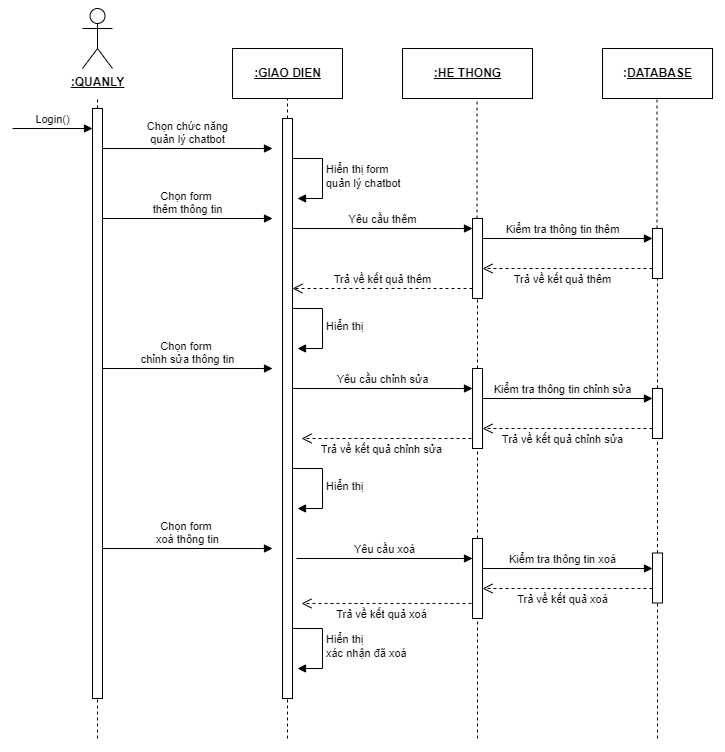 :QUANLY
:GIAO DIEN
:HE THONG
:DATABASE
Login()
Chọn chức năng
quản lý chatbot
Hiển thị form
quản lý chatbot
Chọn form
thêm thông tin
Yêu cầu thêm
Kiểm tra thông tin thêm
Trả về kết quả thêm
Trả về kết quả thêm
Hiển thị
Chọn form
chỉnh sửa thông tin
Yêu cầu chỉnh sửa
Kiểm tra thông tin chỉnh sửa
Trả về kết quả chỉnh sửa
Trả về kết quả chỉnh sửa
Hiển thị
Chọn form
xoá thông tin
Yêu cầu xoá
Kiểm tra thông tin xoá
Trả về kết quả xoá
Trả về kết quả xoá
Hiển thị
xác nhận đã xoá